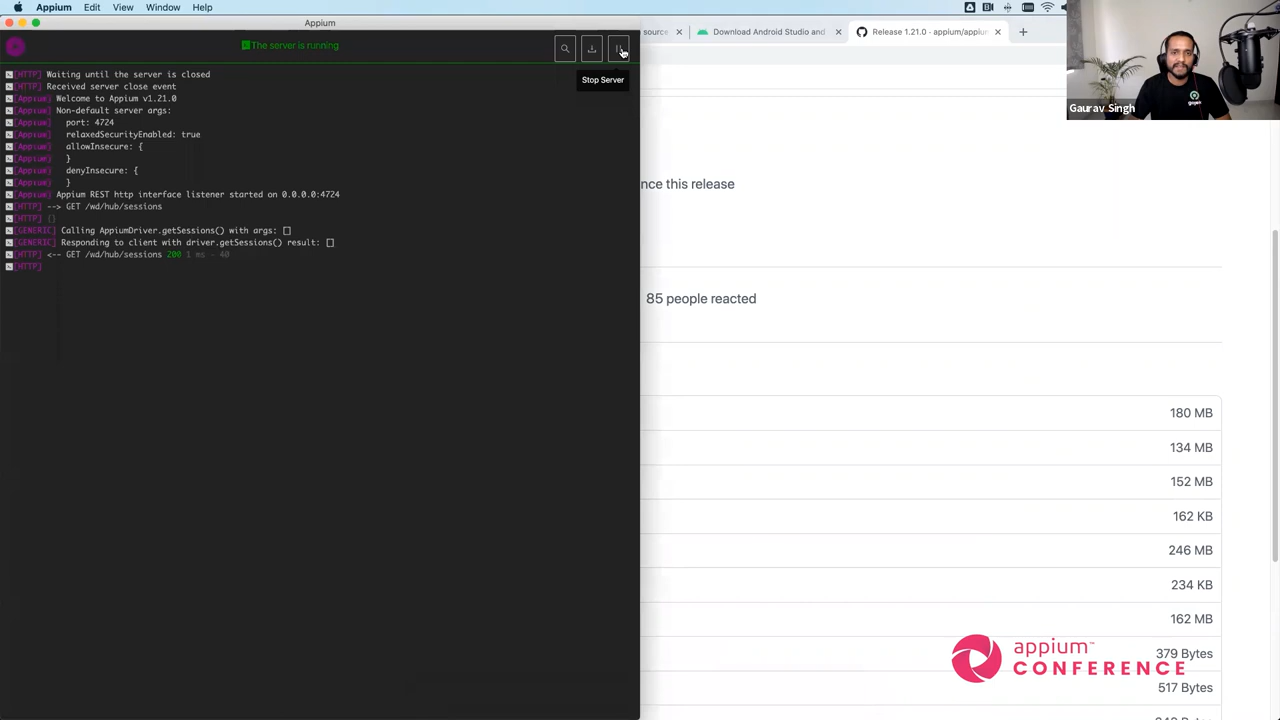 Appium Edit View Window Help
Appium
The server is running
Stop Server
[HTTP] Waiting until the server is closed
[HTTP] Received server close event
[Appium] Welcome to Appium v1.21.0
[Appium] Non-default server args:
[Appium] port: 4724
[Appium] relaxedSecurityEnabled: true
[Appium] allowInsecure: {
[Appium] }
[Appium] denyInsecure: {
[Appium] }
[Appium] Appium REST http interface listener started on 0.0.0.0:4724
[HTTP] --> GET /wd/hub/sessions
[HTTP] {}
[GENERIC] Calling AppiumDriver.getSessions() with args: []
[GENERIC] Responding to client with driver.getSessions() result: []
[HTTP] <-- GET /wd/hub/sessions 200 1 ms - 40
[HTTP]
source
Download Android Studio and
Release 1.21.0 - appium/appium
Gaurav Singh
nce this release
85 people reacted
180 MB
134 MB
152 MB
162 KB
246 MB
234 KB
162 MB
379 Bytes
517 Bytes
appium™
CONFERENCE